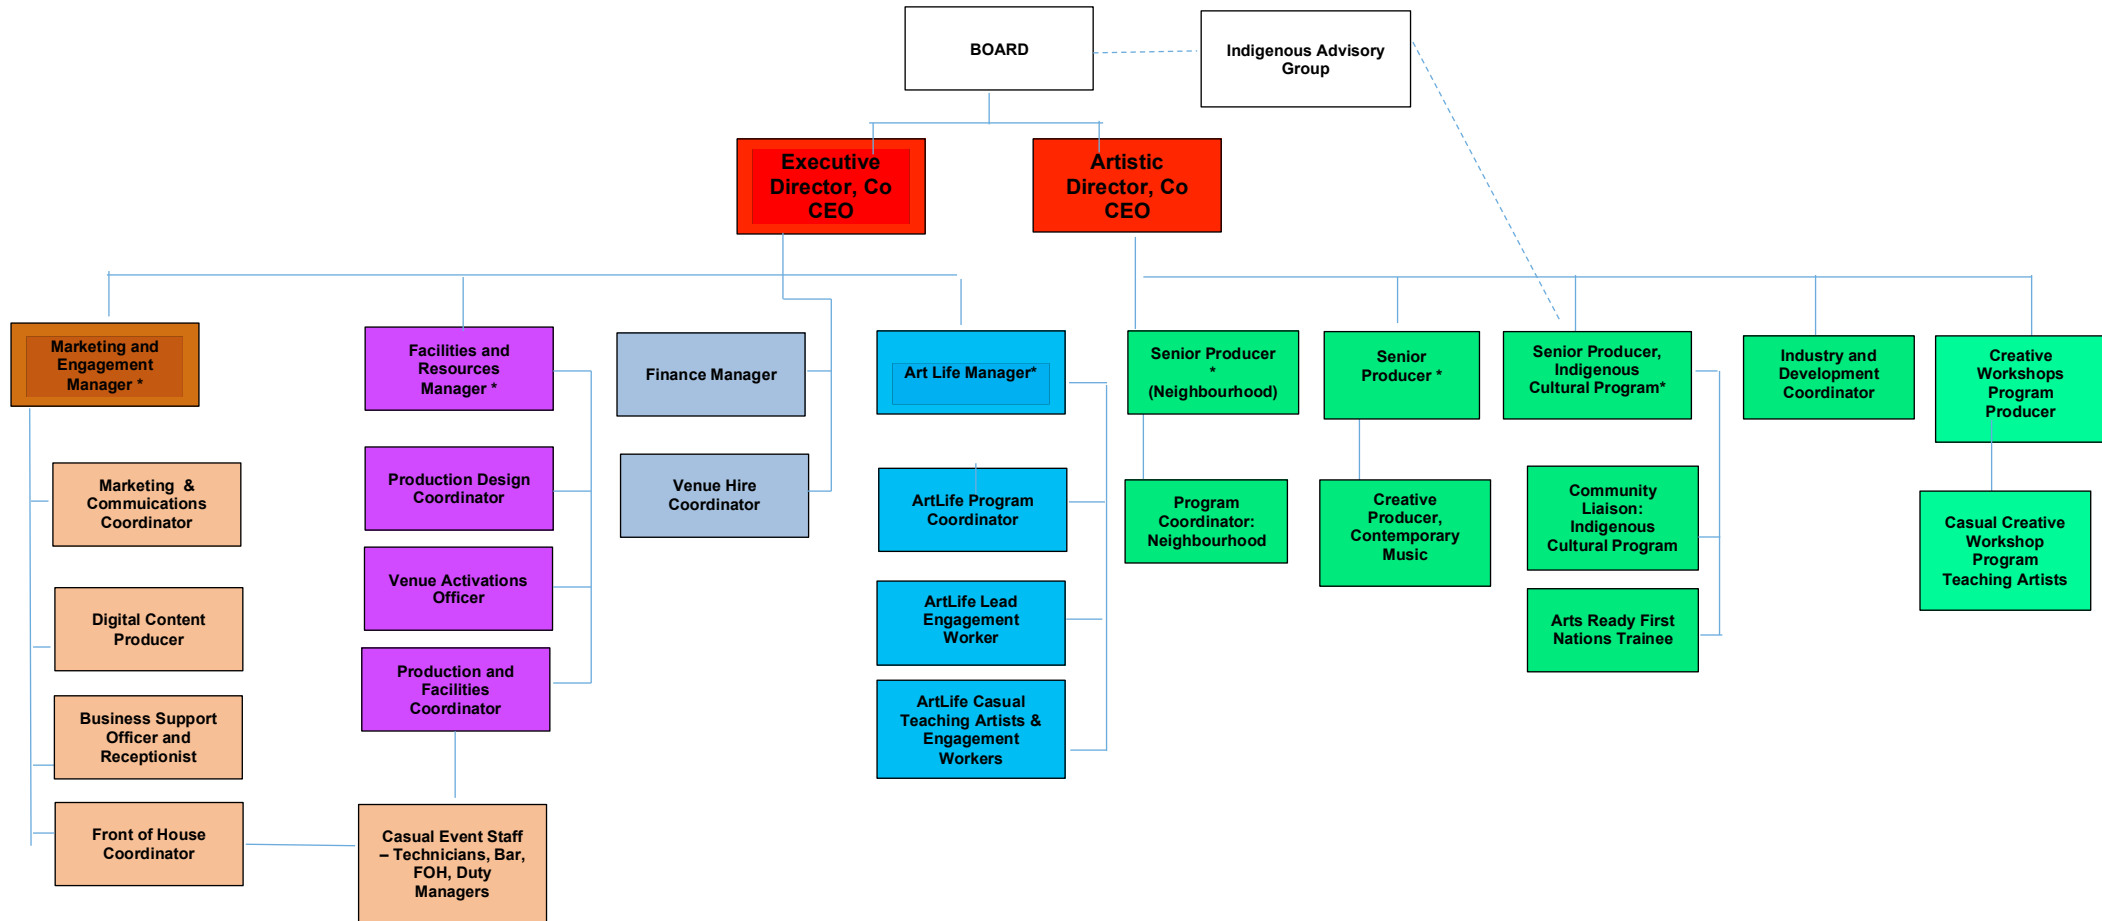 BOARD
Indigenous Advisory
Group
Executive
Director, Co
CEO
Artistic
Director, Co
CEO
Marketing and
Engagement
Manager *
Facilities and
Resources
Manager *
Finance Manager
Art Life Manager*
Senior Producer
*
(Neighbourhood)
Senior
Producer *
Senior Producer,
Indigenous
Cultural Program*
Industry and
Development
Coordinator
Creative
Workshops
Program
Producer
Marketing &
Commuications
Coordinator
Production Design
Coordinator
Venue Hire
Coordinator
ArtLife Program
Coordinator
Program
Coordinator:
Neighbourhood
Creative
Producer,
Contemporary
Music
Community
Liaison:
Indigenous
Cultural Program
Casual Creative
Workshop
Program
Teaching Artists
Digital Content
Producer
Venue Activations
Officer
ArtLife Lead
Engagement
Worker
Arts Ready First
Nations Trainee
Business Support
Officer and
Receptionist
Production and
Facilities
Coordinator
ArtLife Casual
Teaching Artists &
Engagement
Workers
Front of House
Coordinator
Casual Event Staff
– Technicians, Bar,
FOH, Duty
Managers